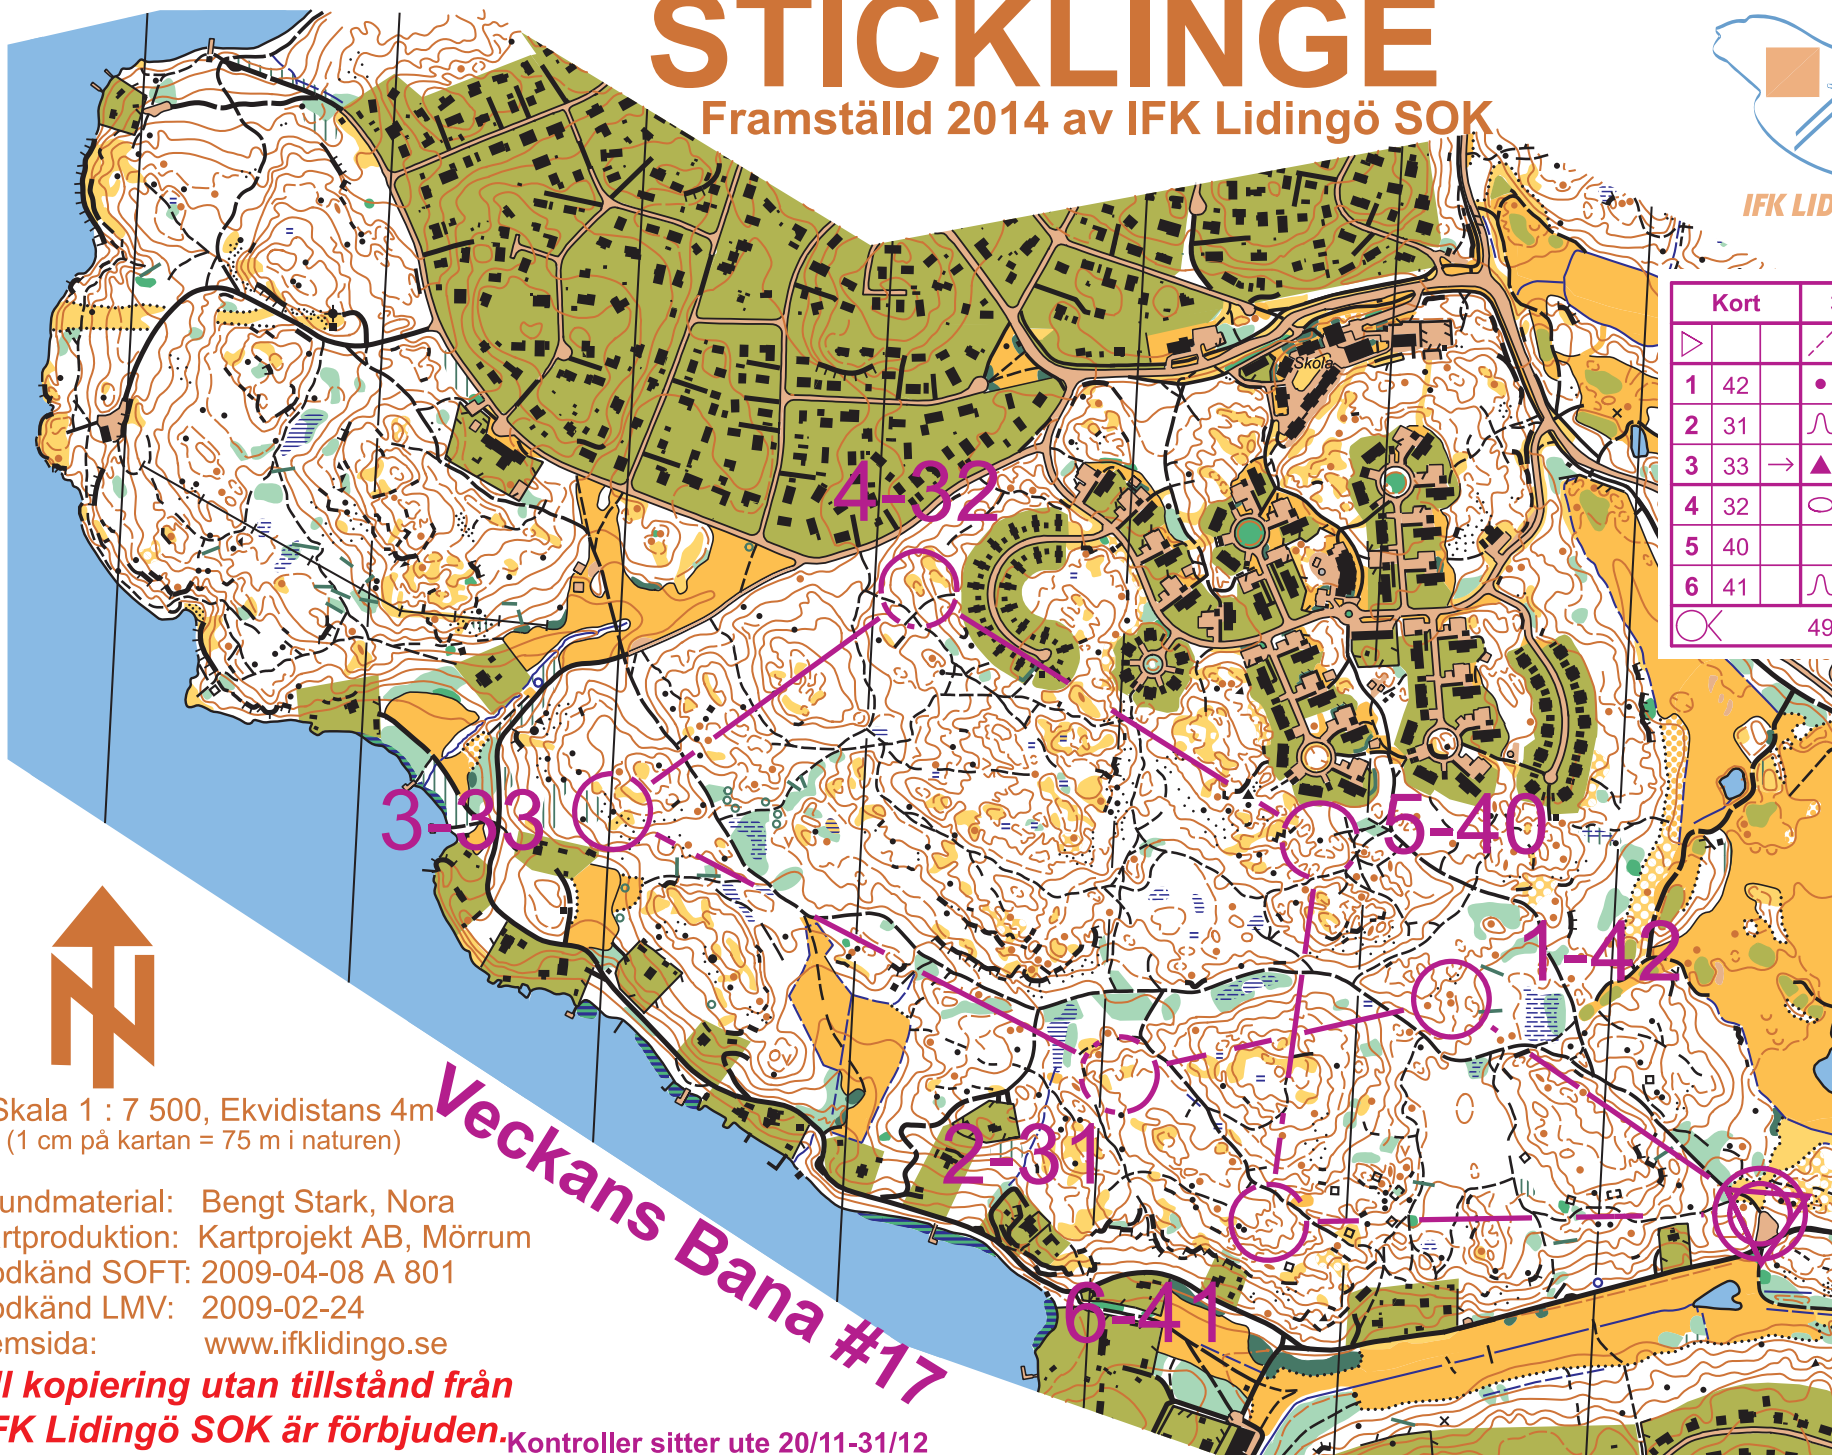 STICKLINGE
Framställd 2014 av IFK Lidingö SOK
IFK LID
Kort
1 42
2 31
3 33
4 32
5 40
6 41
49
Skola
4-32
3-33
5-40
1-42
2-31
6-41
Skala 1 : 7 500, Ekvidistans 4m
(1 cm på kartan = 75 m i naturen)
undmaterial: Bengt Stark, Nora
rtproduktion: Kartprojekt AB, Mörrum
odkänd SOFT: 2009-04-08 A 801
odkänd LMV: 2009-02-24
emsida: www.ifklidingo.se
ll kopiering utan tillstånd från
FK Lidingö SOK är förbjuden.
Veckans Bana #17
Kontroller sitter ute 20/11-31/12